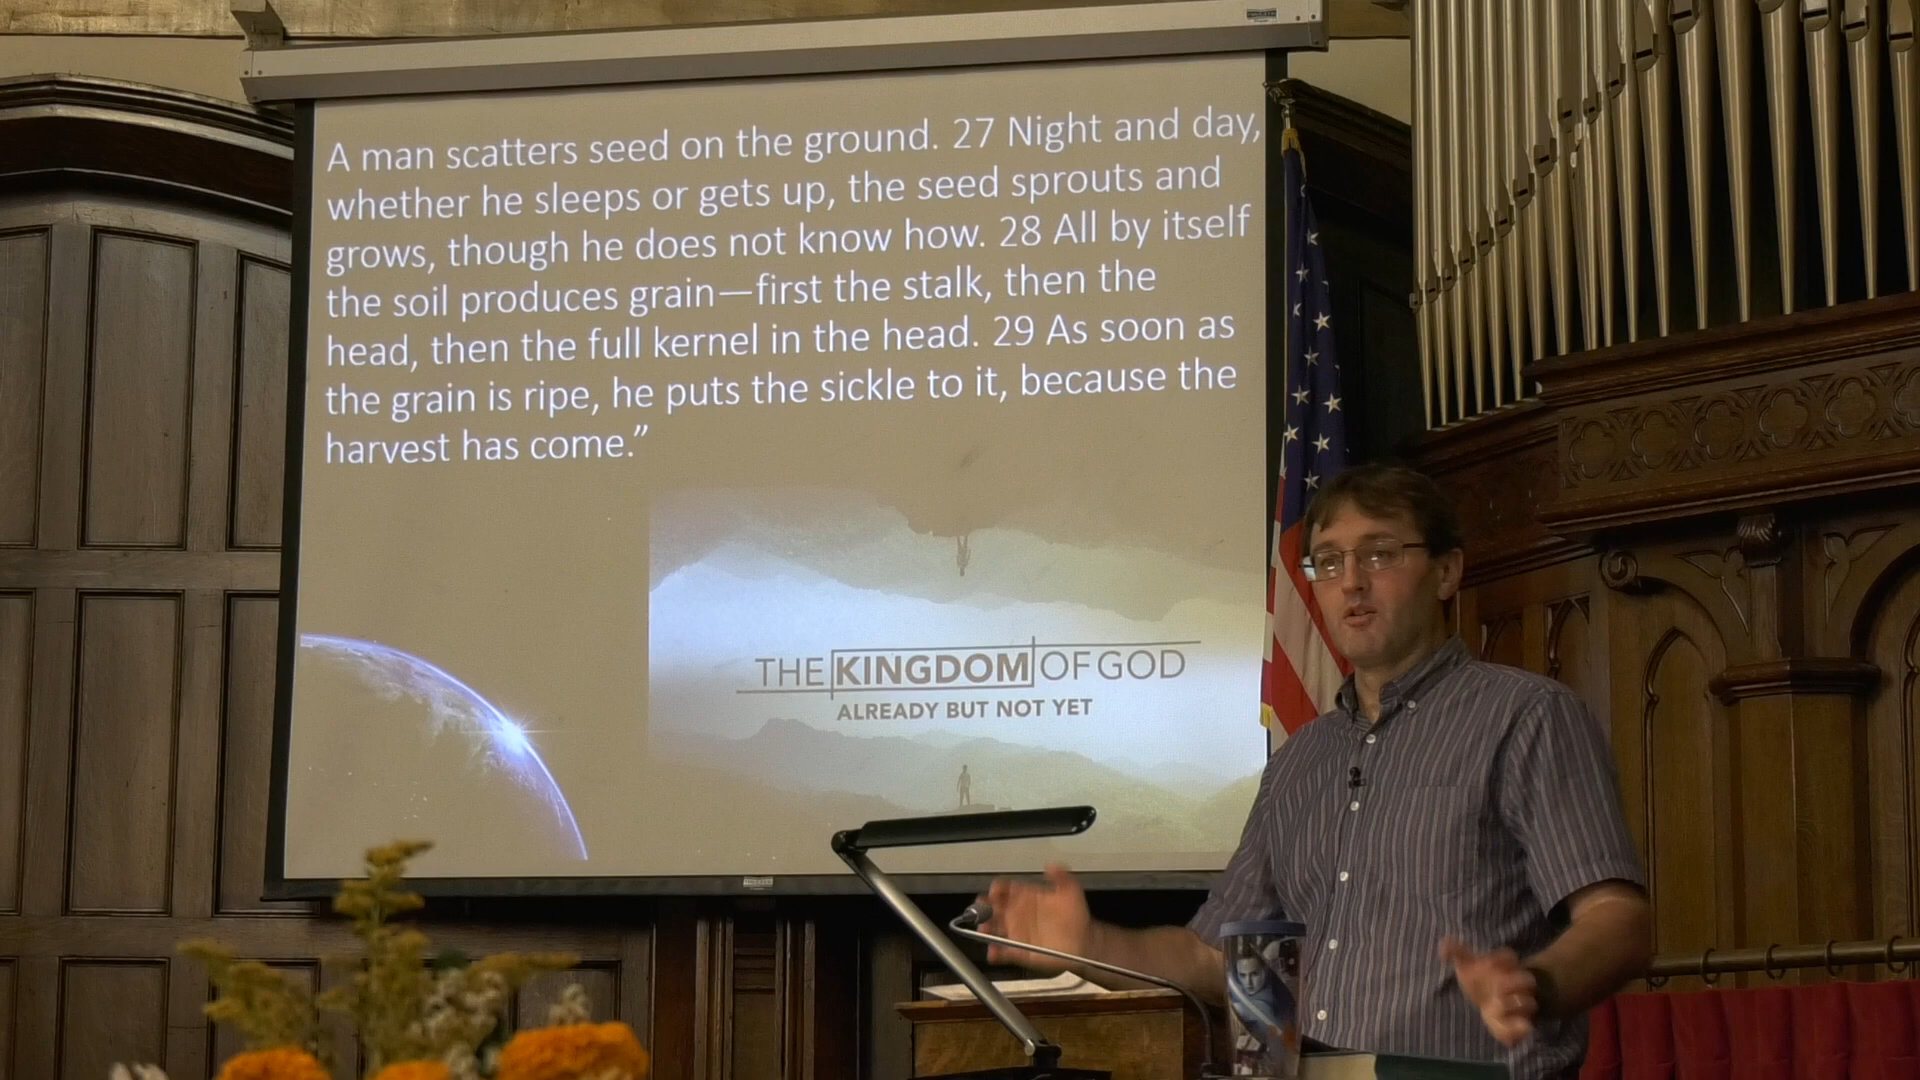 A man scatters seed on the ground. 27 Night and day,
whether he sleeps or gets up, the seed sprouts and
grows, though he does not know how. 28 All by itself
the soil produces grain—first the stalk, then the
head, then the full kernel in the head. 29 As soon as
the grain is ripe, he puts the sickle to it, because the
harvest has come.”
THE KINGDOM OF GOD
ALREADY BUT NOT YET